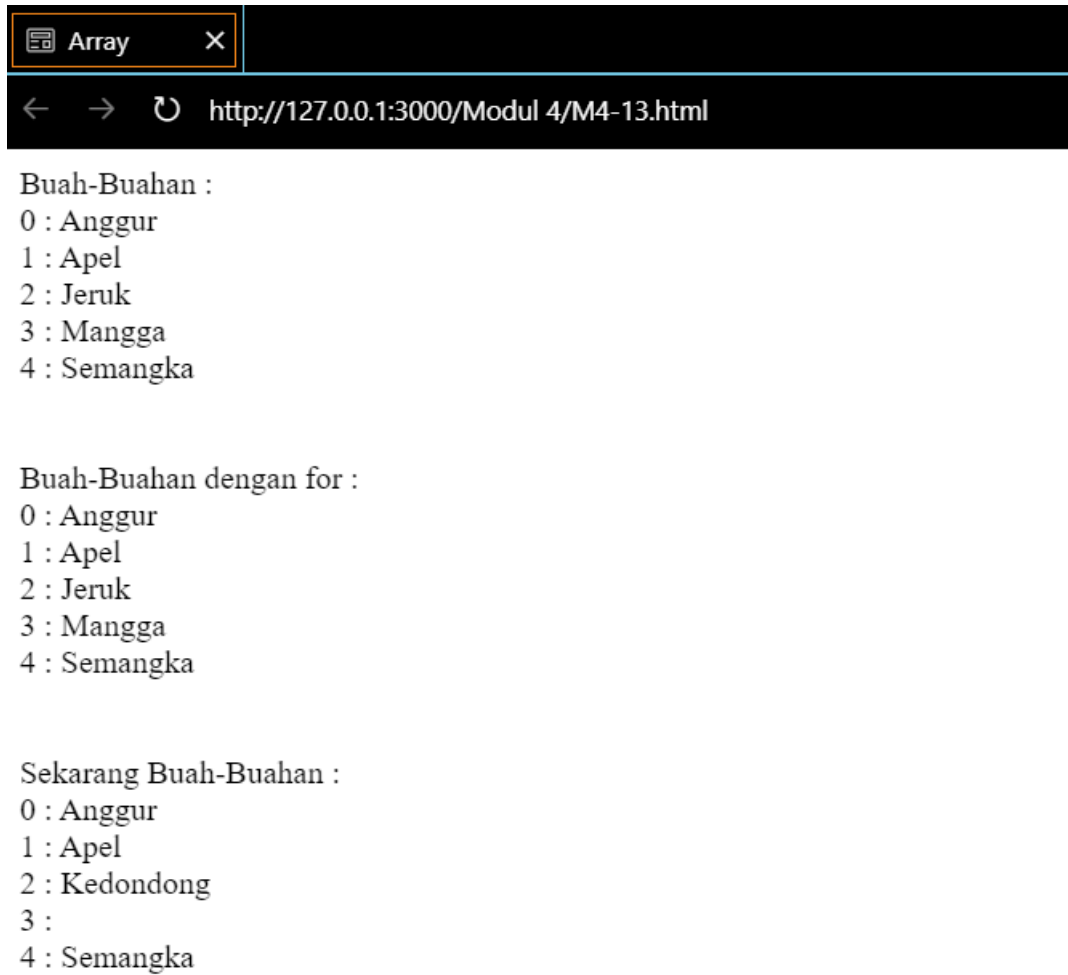 Array
http://127.0.0.1:3000/Modul 4/M4-13.html
Buah-Buahan :
0 : Anggur
1 : Apel
2 : Jeruk
3 : Mangga
4 : Semangka
Buah-Buahan dengan for :
0 : Anggur
1 : Apel
2 : Jeruk
3 : Mangga
4 : Semangka
Sekarang Buah-Buahan :
0 : Anggur
1 : Apel
2 : Kedondong
3 :
4 : Semangka